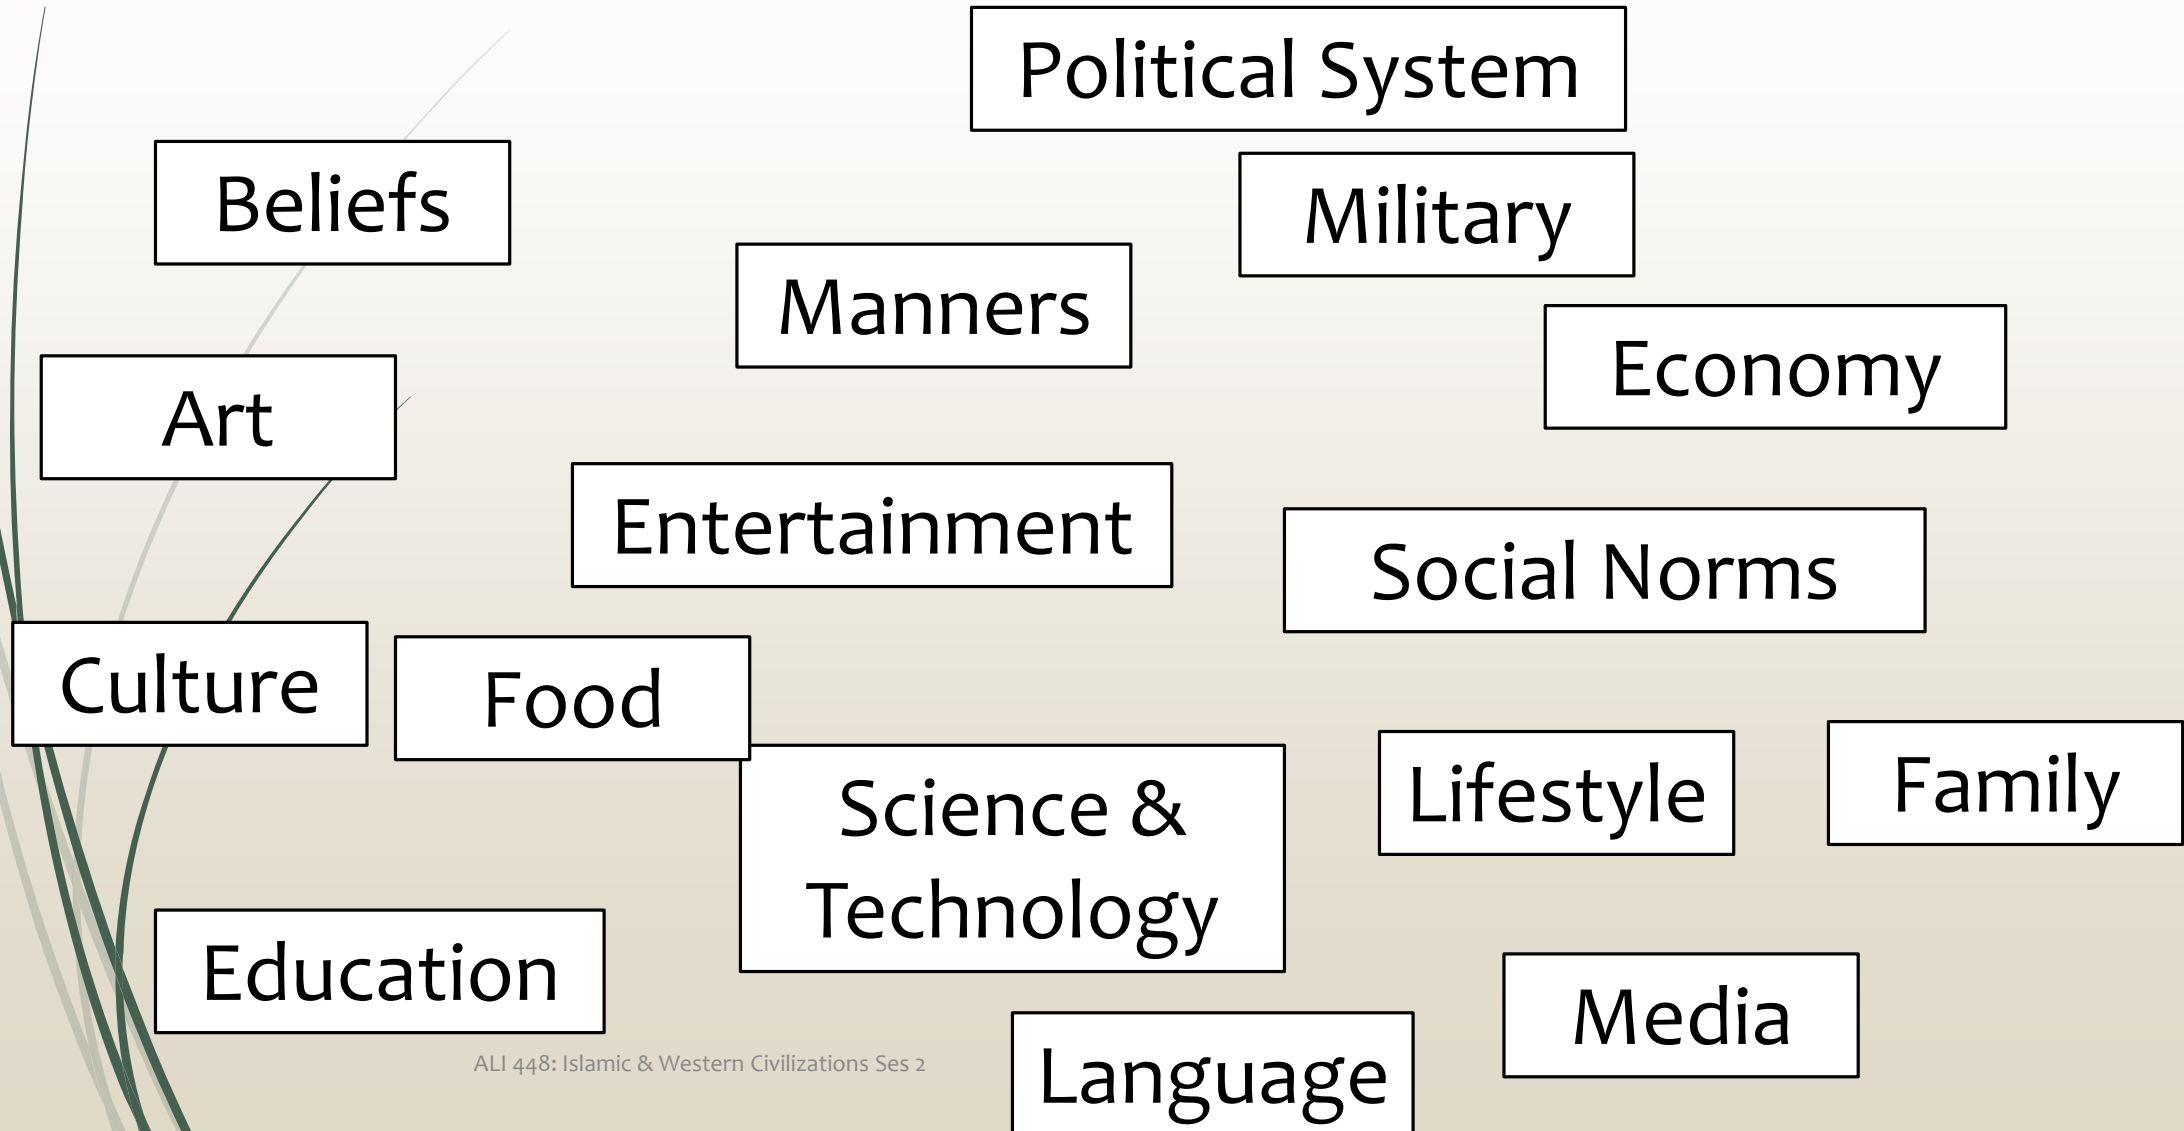 Political System
Beliefs
Military
Manners
Economy
Art
Entertainment
Social Norms
Culture
Food
Science &
Technology
Lifestyle
Family
Education
Media
Language
ALI 448: Islamic & Western Civilizations Ses 2